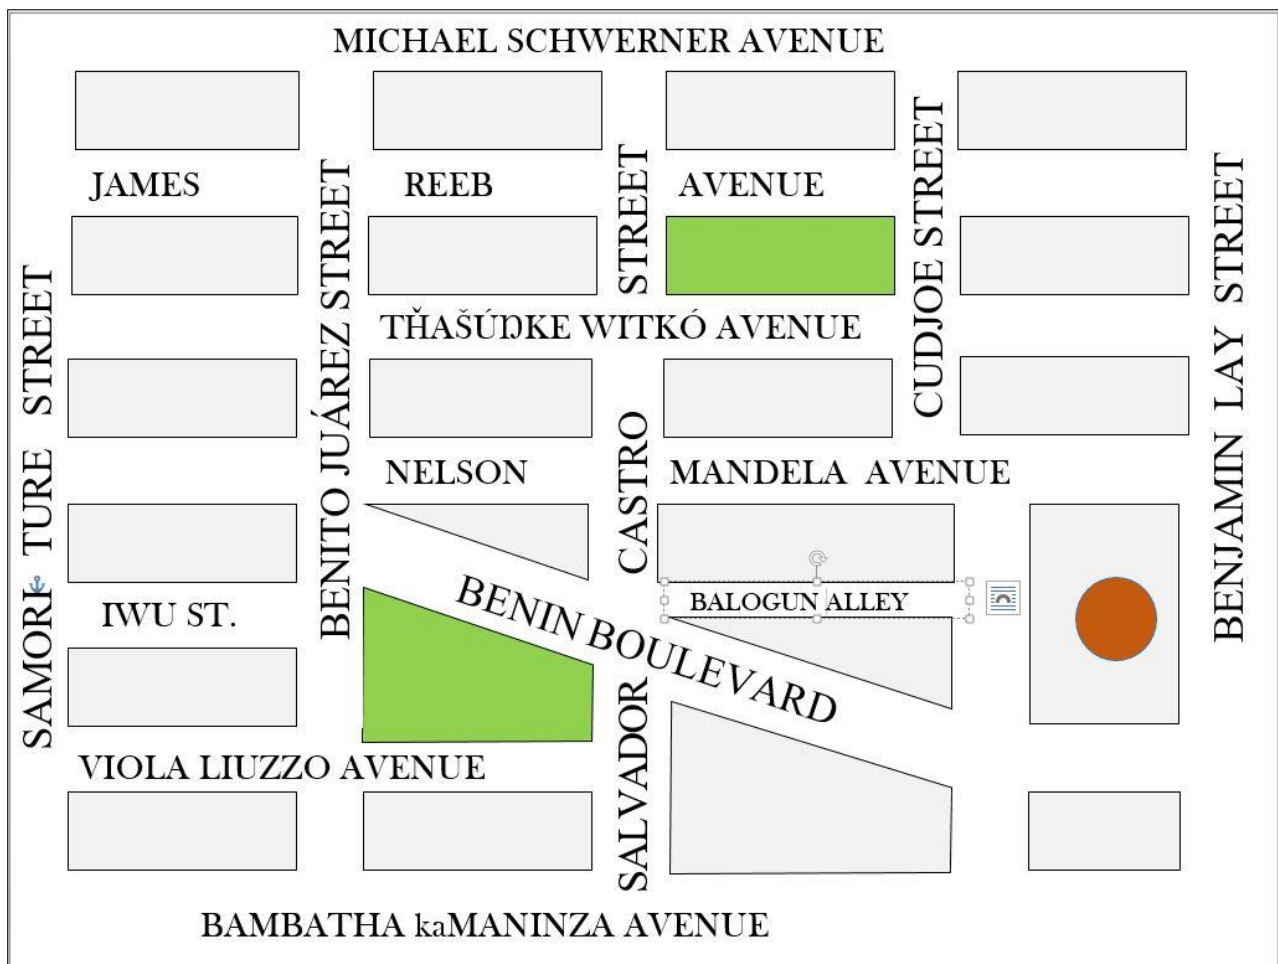 MICHAEL SCHWERNER AVENUE
JAMES REEB AVENUE
TȞAŠÚŊKE WITKÓ AVENUE
NELSON MANDELA AVENUE
BENIN BOULEVARD
BALOGUN ALLEY
IWU ST.
VIOLA LIUZZO AVENUE
BAMBATHA kaMANINZA AVENUE
SAMORI TURE STREET
BENITO JUÁREZ STREET
SALVADOR CASTRO STREET
CUDJOE STREET
BENJAMIN LAY STREET